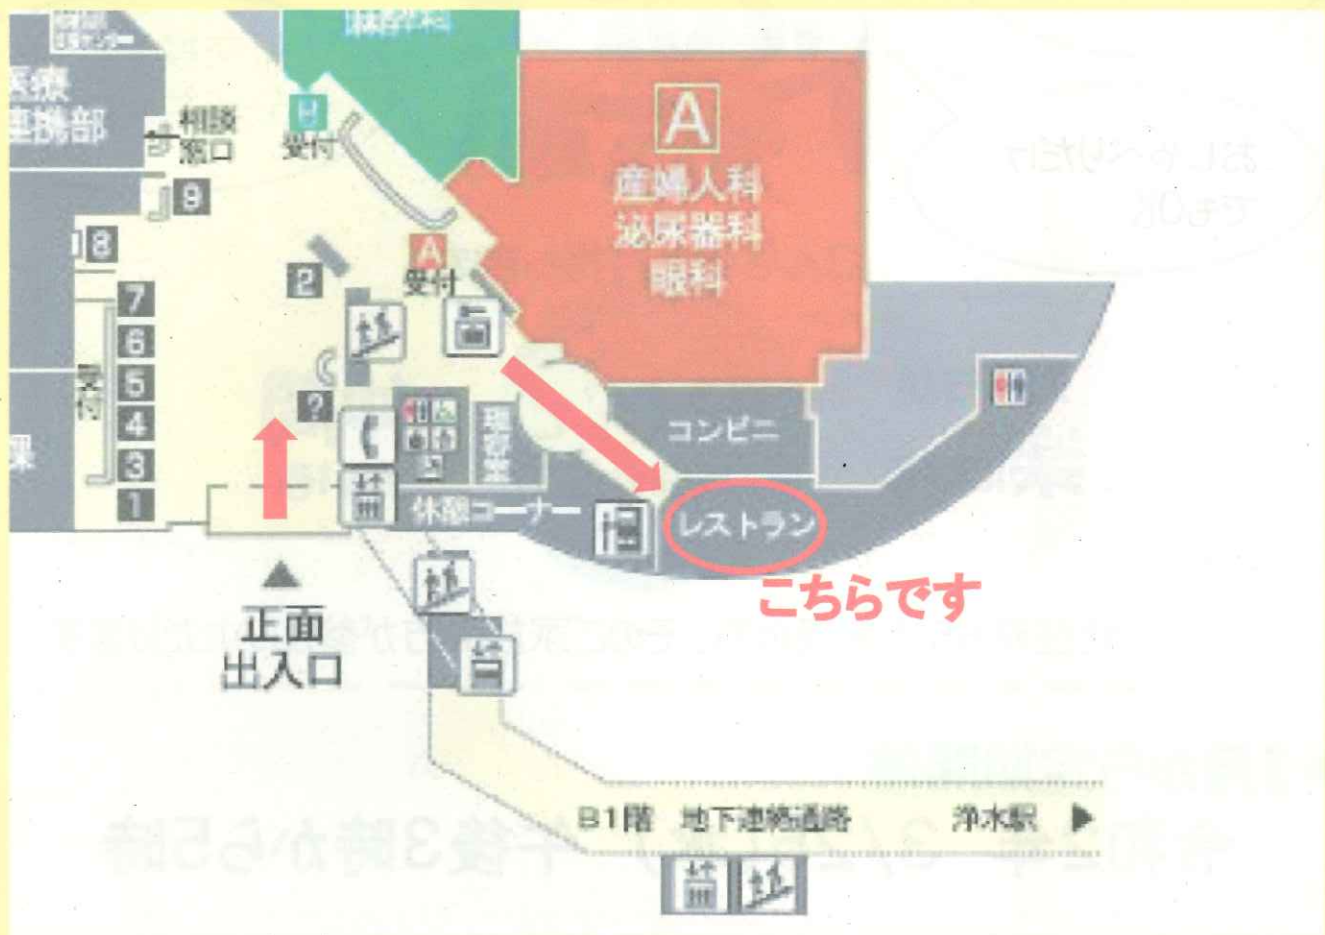 医療
連携部
相談
窓口
B
受付
A
産婦人科
泌尿器科
眼科
9
8
A
受付
2
7
6
5
受付
4
3
1
?
コンビニ
休憩コーナー
レストラン
こちらです
正面
出入口
B1階 地下連絡通路 浄水駅